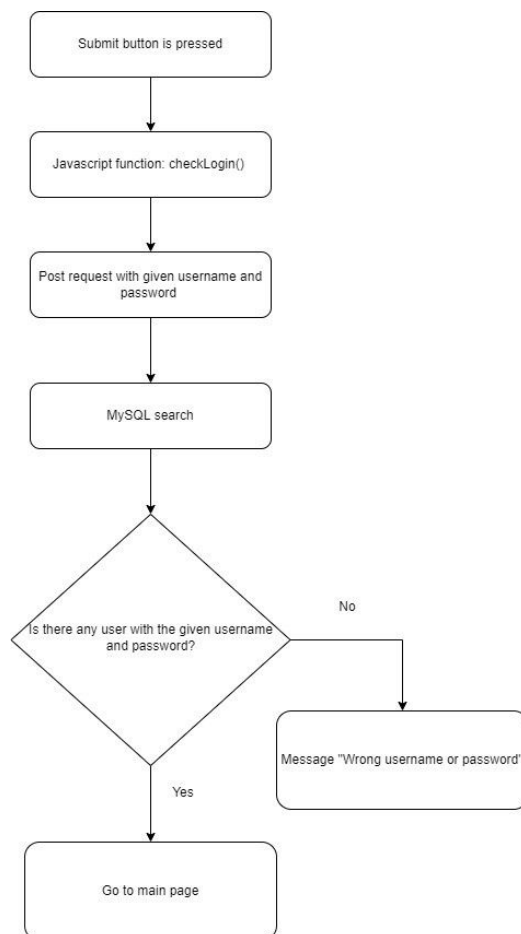 Submit button is pressed
Javascript function: checkLogin()
Post request with given username and
password
MySQL search
Is there any user with the given username
and password?
No
Message "Wrong username or password"
Yes
Go to main page